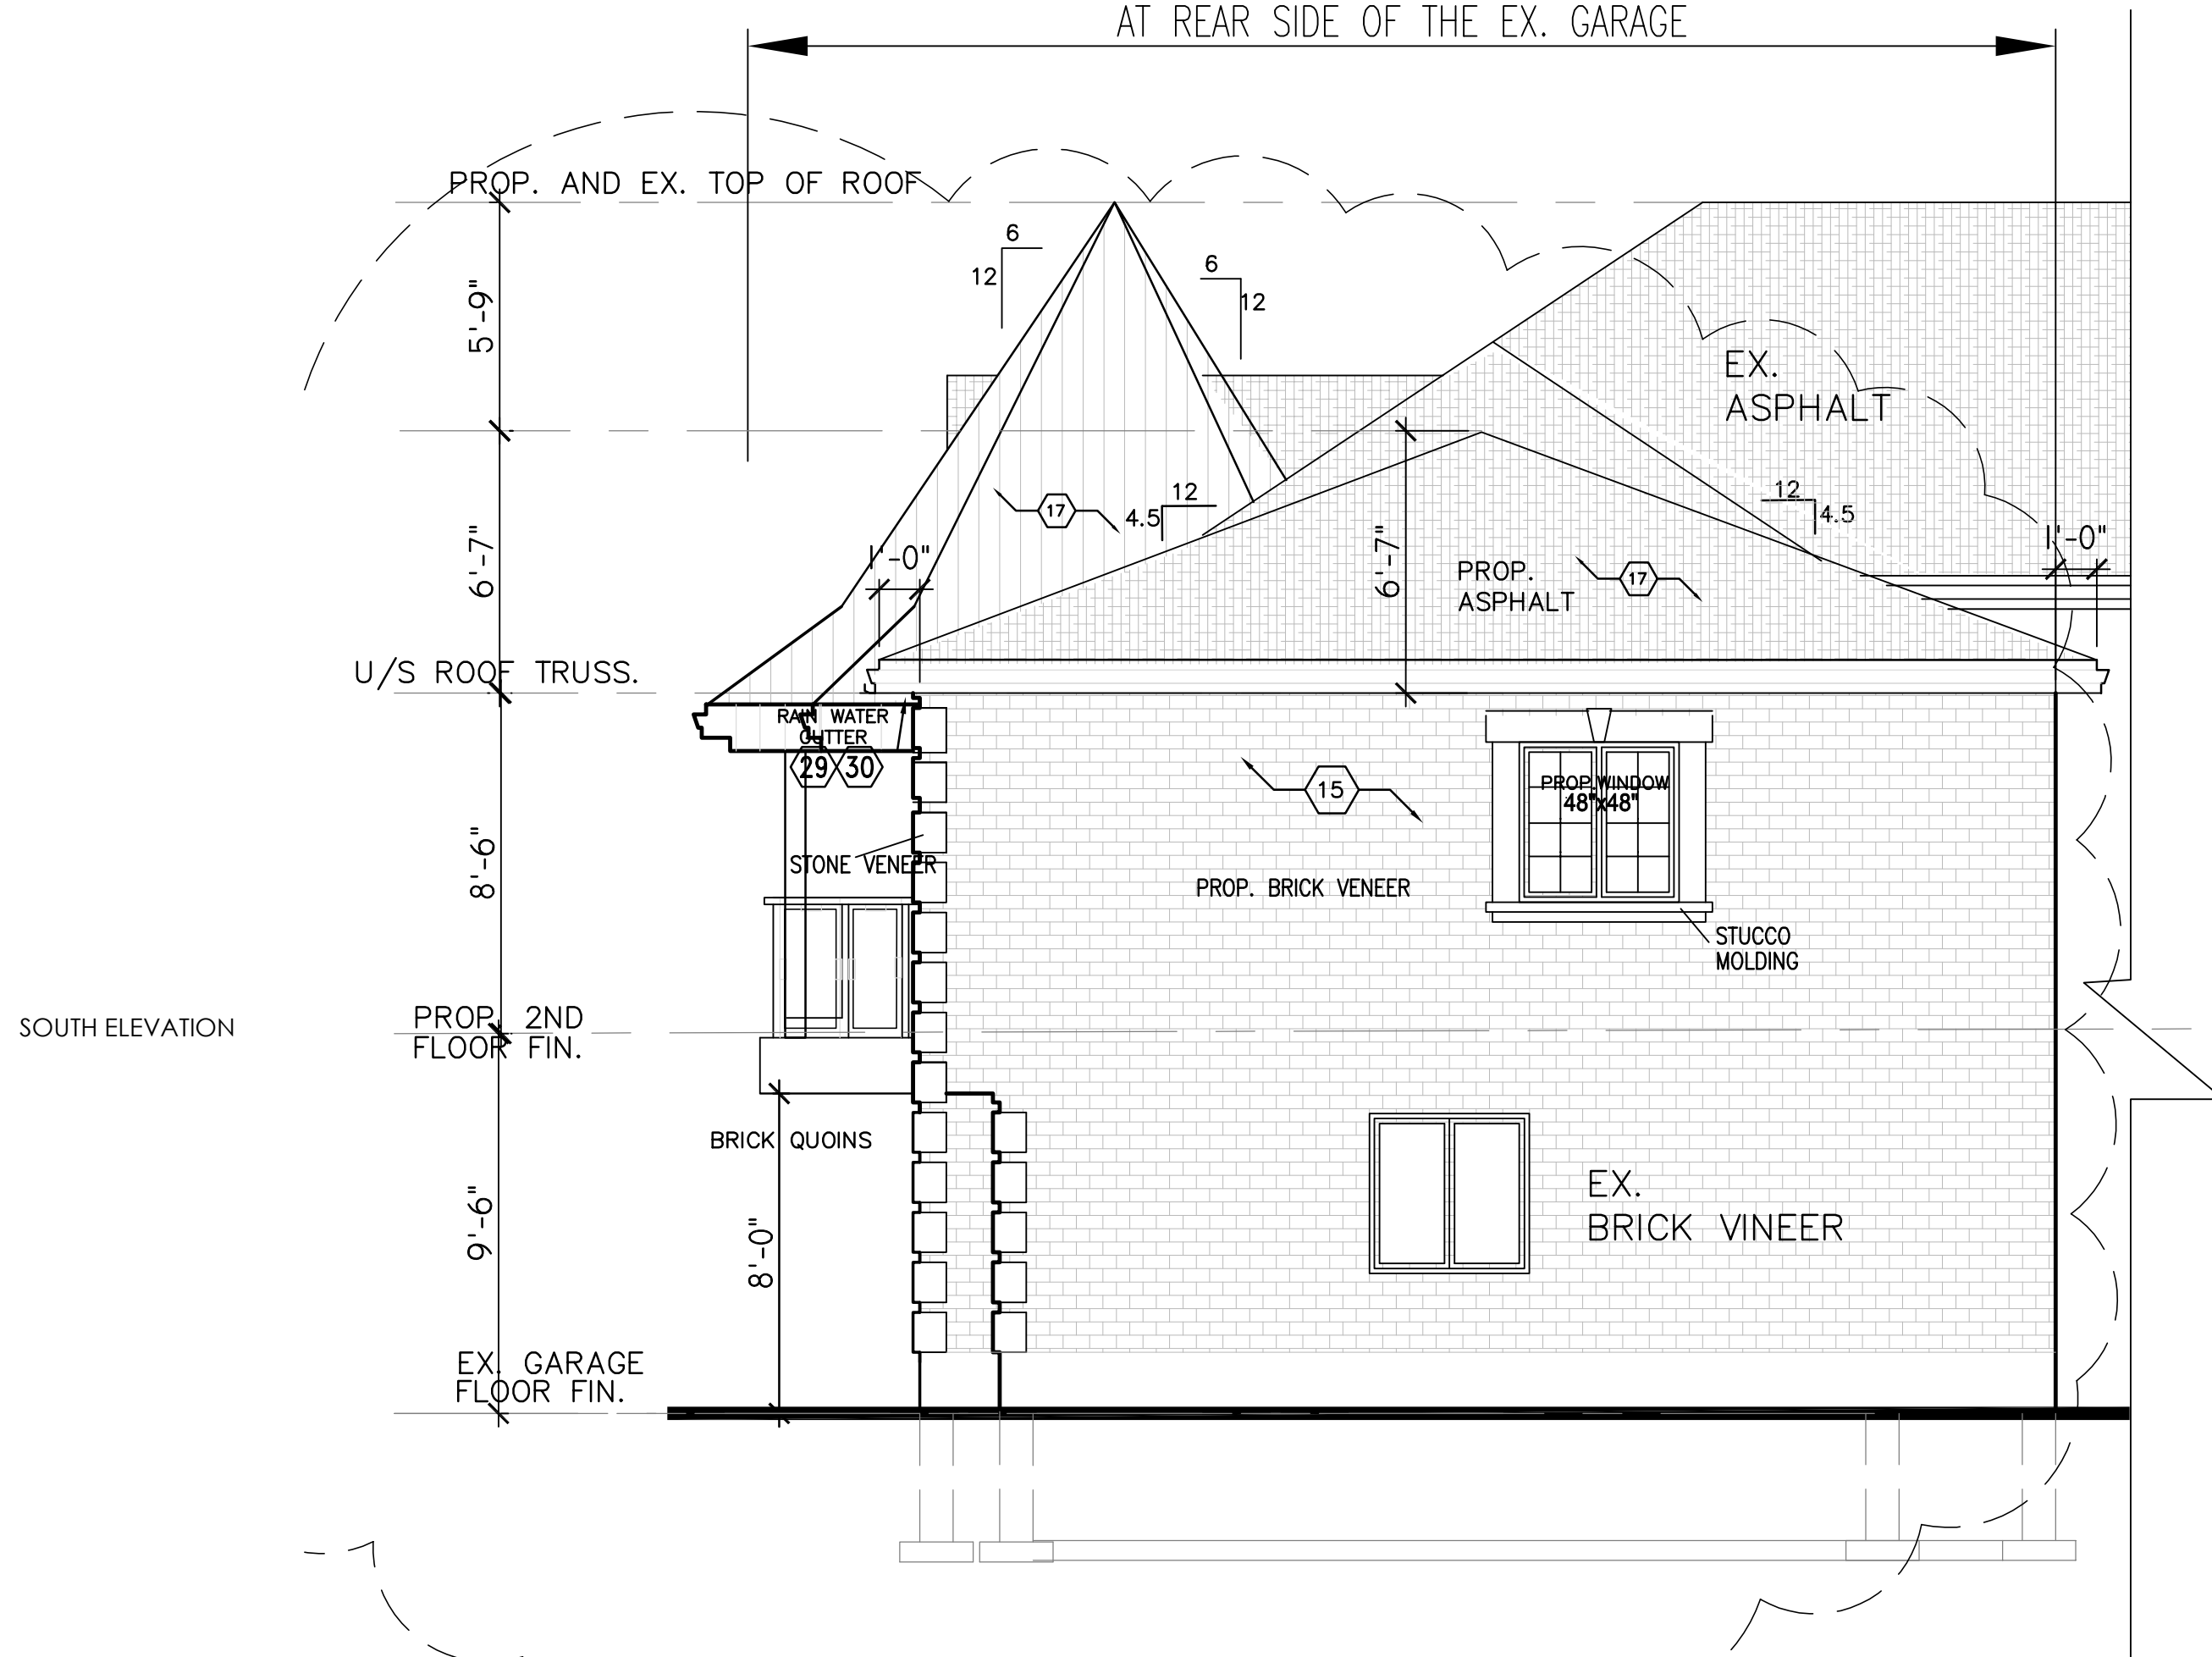 AT REAR SIDE OF THE EX. GARAGE
PROP. AND EX. TOP OF ROOF
6
12
6
12
5'-9"
EX.
ASPHALT
17
12
4.5
12
4.5
1'-0"
1'-0"
6'-7"
6'-7"
PROP.
ASPHALT
17
U/S ROOF TRUSS.
RAIN WATER
GUTTER
29
30
15
PROP.WINDOW
48"x48"
8'-6"
STONE VENEER
PROP. BRICK VENEER
STUCCO
MOLDING
SOUTH ELEVATION
PROP. 2ND
FLOOR FIN.
BRICK QUOINS
9'-6"
8'-0"
EX.
BRICK VINEER
EX. GARAGE
FLOOR FIN.